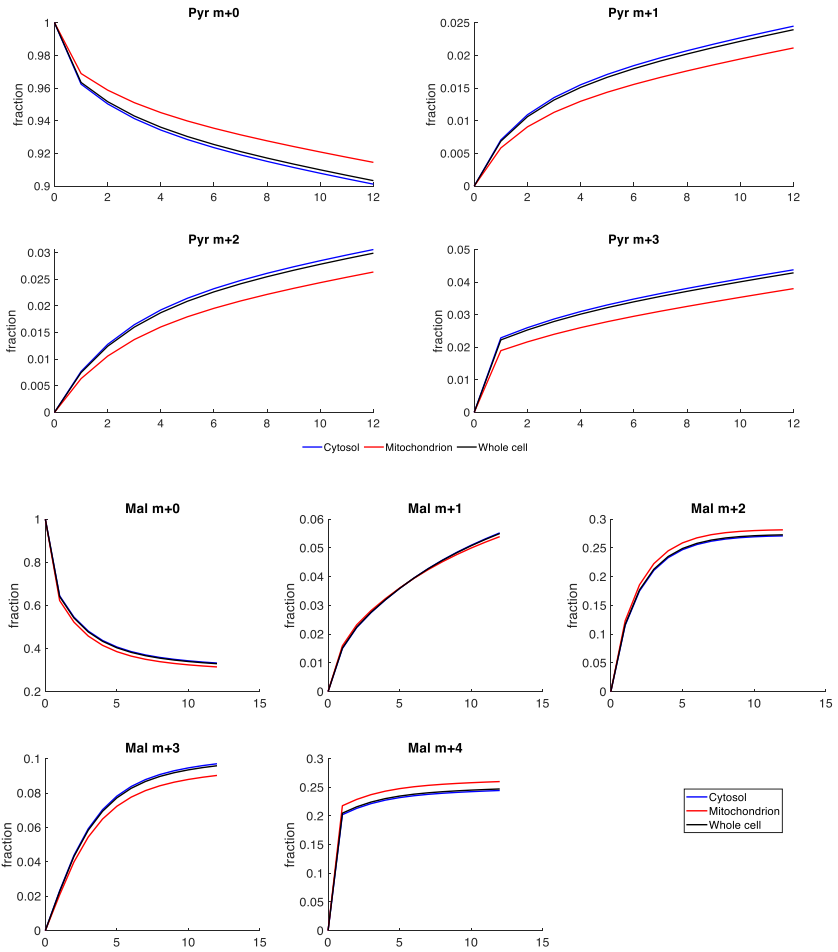 Pyr m+0
Pyr m+1
1
0.98
0.96
0.94
0.92
0.9
fraction
0 2 4 6 8 10 12
0.025
0.02
0.015
0.01
0.005
0
fraction
0 2 4 6 8 10 12
Pyr m+2
Pyr m+3
0.03
0.025
0.02
0.015
0.01
0.005
0
fraction
0 2 4 6 8 10 12
0.05
0.04
0.03
0.02
0.01
0
fraction
0 2 4 6 8 10 12
Cytosol Mitochondrion Whole cell
Mal m+0
Mal m+1
Mal m+2
1
0.8
0.6
0.4
0.2
fraction
0 5 10 15
0.06
0.05
0.04
0.03
0.02
0.01
0
fraction
0 5 10 15
0.3
0.25
0.2
0.15
0.1
0.05
0
fraction
0 5 10 15
Mal m+3
Mal m+4
0.1
0.08
0.06
0.04
0.02
0
fraction
0 5 10 15
0.3
0.25
0.2
0.15
0.1
0.05
0
fraction
0 5 10 15
Cytosol
Mitochondrion
Whole cell